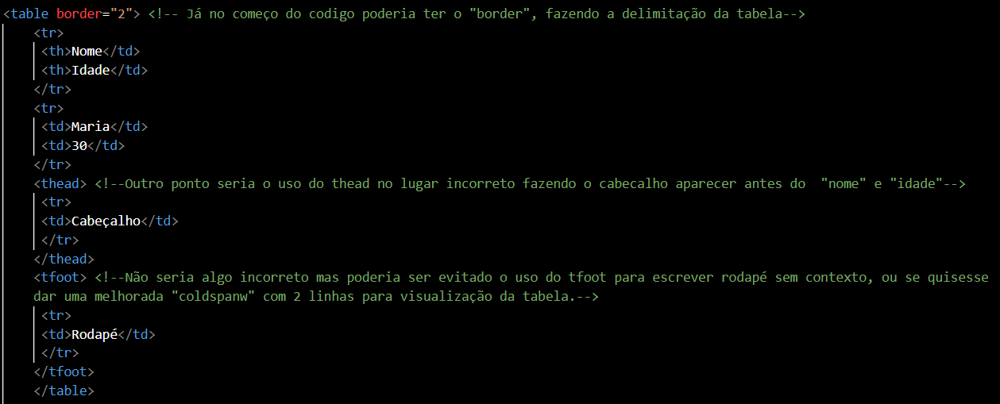 <table border="2"> <!-- Já no começo do codigo poderia ter o "border", fazendo a delimitação da tabela-->
<tr>
<th>Nome</td>
<th>Idade</td>
</tr>
<tr>
<td>Maria</td>
<td>30</td>
</tr>
<thead> <!--Outro ponto seria o uso do thead no lugar incorreto fazendo o cabecalho aparecer antes do  "nome" e "idade"-->
<tr>
<td>Cabeçalho</td>
</tr>
</thead>
<tfoot> <!--Não seria algo incorreto mas poderia ser evitado o uso do tfoot para escrever rodapé sem contexto, ou se quisesse
dar uma melhorada "coldspanw" com 2 linhas para visualização da tabela.-->
<tr>
<td>Rodapé</td>
</tr>
</tfoot>
</table>